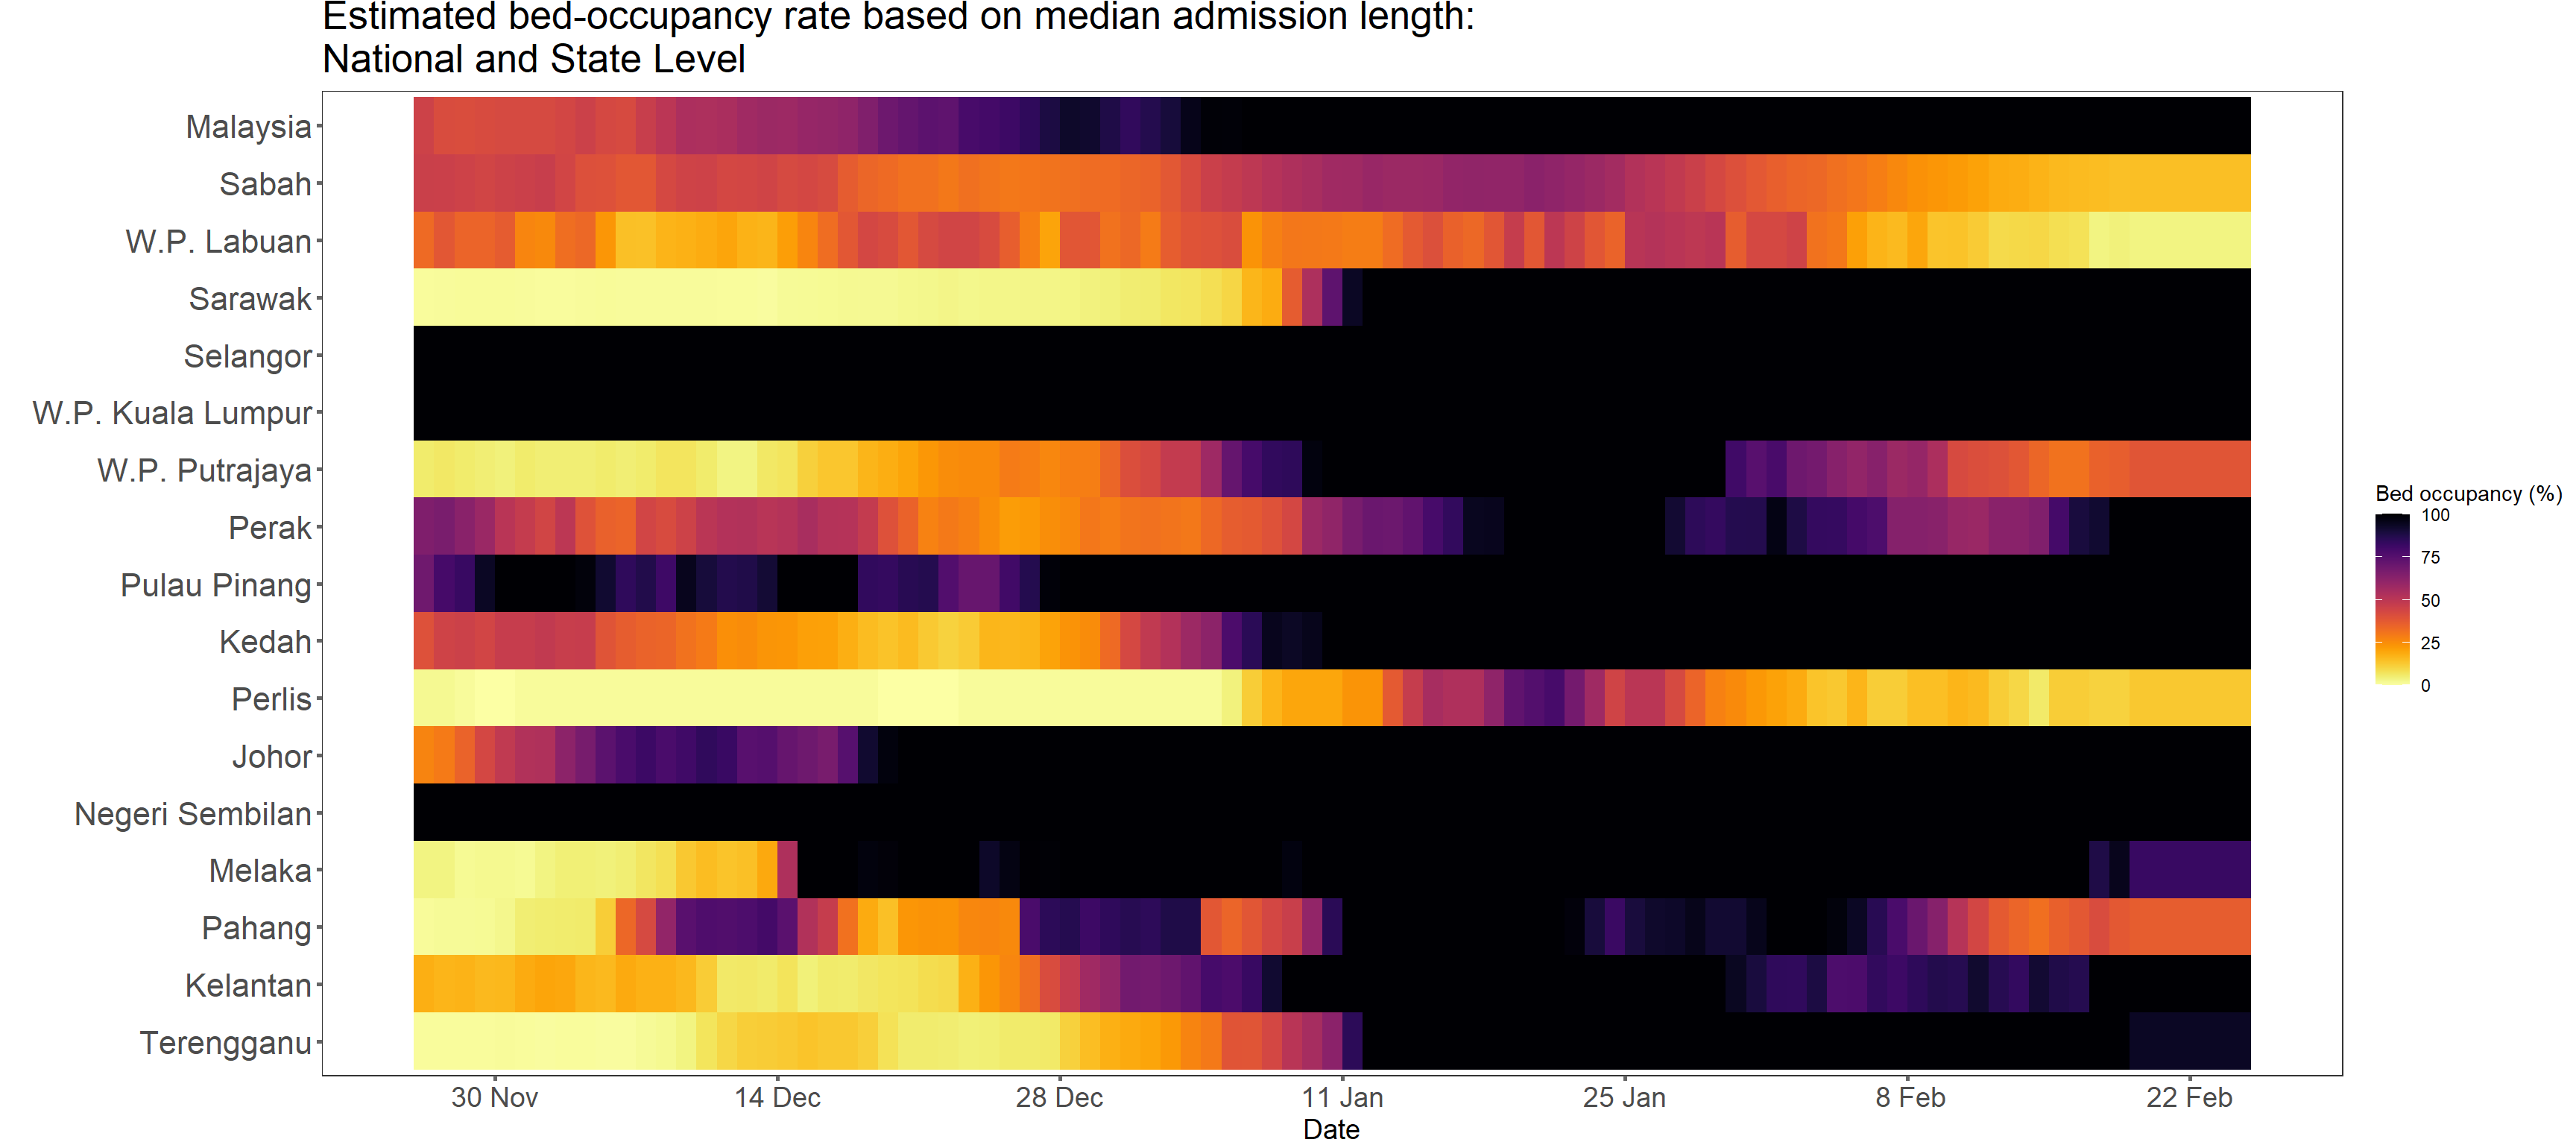 Estimated bed-occupancy rate based on median admission length:
National and State Level
Malaysia
Sabah
W.P. Labuan
Sarawak
Selangor
W.P. Kuala Lumpur
W.P. Putrajaya
Perak
Pulau Pinang
Kedah
Perlis
Johor
Negeri Sembilan
Melaka
Pahang
Kelantan
Terengganu
30 Nov
14 Dec
28 Dec
11 Jan
25 Jan
8 Feb
22 Feb
Date
Bed occupancy (%)
100
75
50
25
0